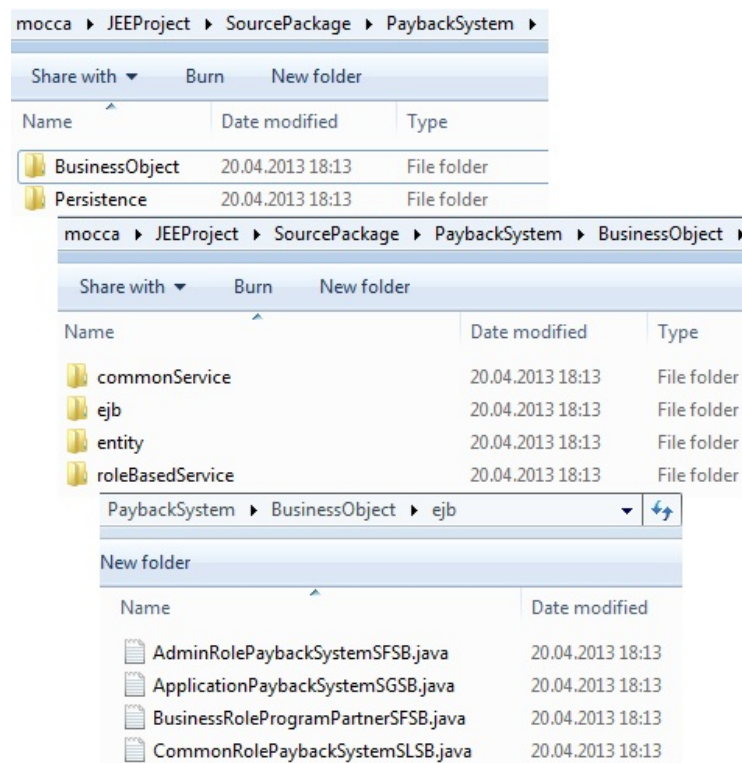 mocca ▸ JEEProject ▸ SourcePackage ▸ PaybackSystem ▸
Share with ▾ Burn New folder
Name Date modified Type
BusinessObject 20.04.2013 18:13 File folder
Persistence 20.04.2013 18:13 File folder
mocca ▸ JEEProject ▸ SourcePackage ▸ PaybackSystem ▸ BusinessObject ▸
Share with ▾ Burn New folder
Name Date modified Type
commonService 20.04.2013 18:13 File folder
ejb 20.04.2013 18:13 File folder
entity 20.04.2013 18:13 File folder
roleBasedService 20.04.2013 18:13 File folder
PaybackSystem ▸ BusinessObject ▸ ejb
New folder
Name Date modified
AdminRolePaybackSystemSFSB.java 20.04.2013 18:13
ApplicationPaybackSystemSGSB.java 20.04.2013 18:13
BusinessRoleProgramPartnerSFSB.java 20.04.2013 18:13
CommonRolePaybackSystemSLSB.java 20.04.2013 18:13